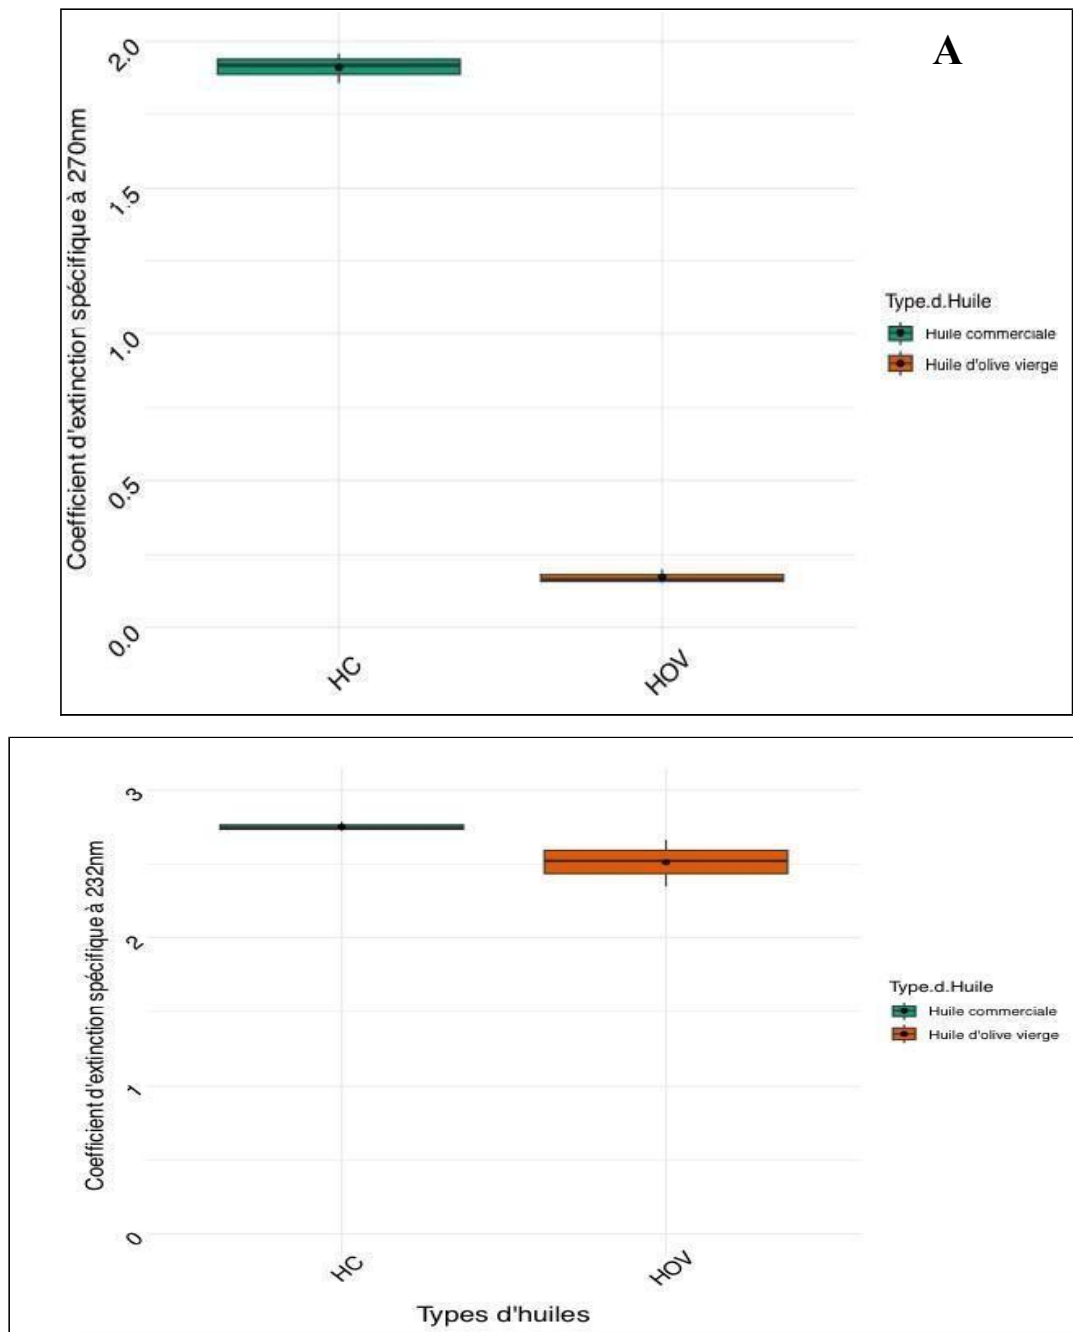 A
Coefficient d'extinction spécifique à 270nm
2.0
1.5
1.0
0.5
0.0
HC
HOV
Type.d.Huile
Huile commerciale
Huile d'olive vierge
Coefficient d'extinction spécifique à 232nm
3
2
1
0
HC
HOV
Types d'huiles
Type.d.Huile
Huile commerciale
Huile d'olive vierge